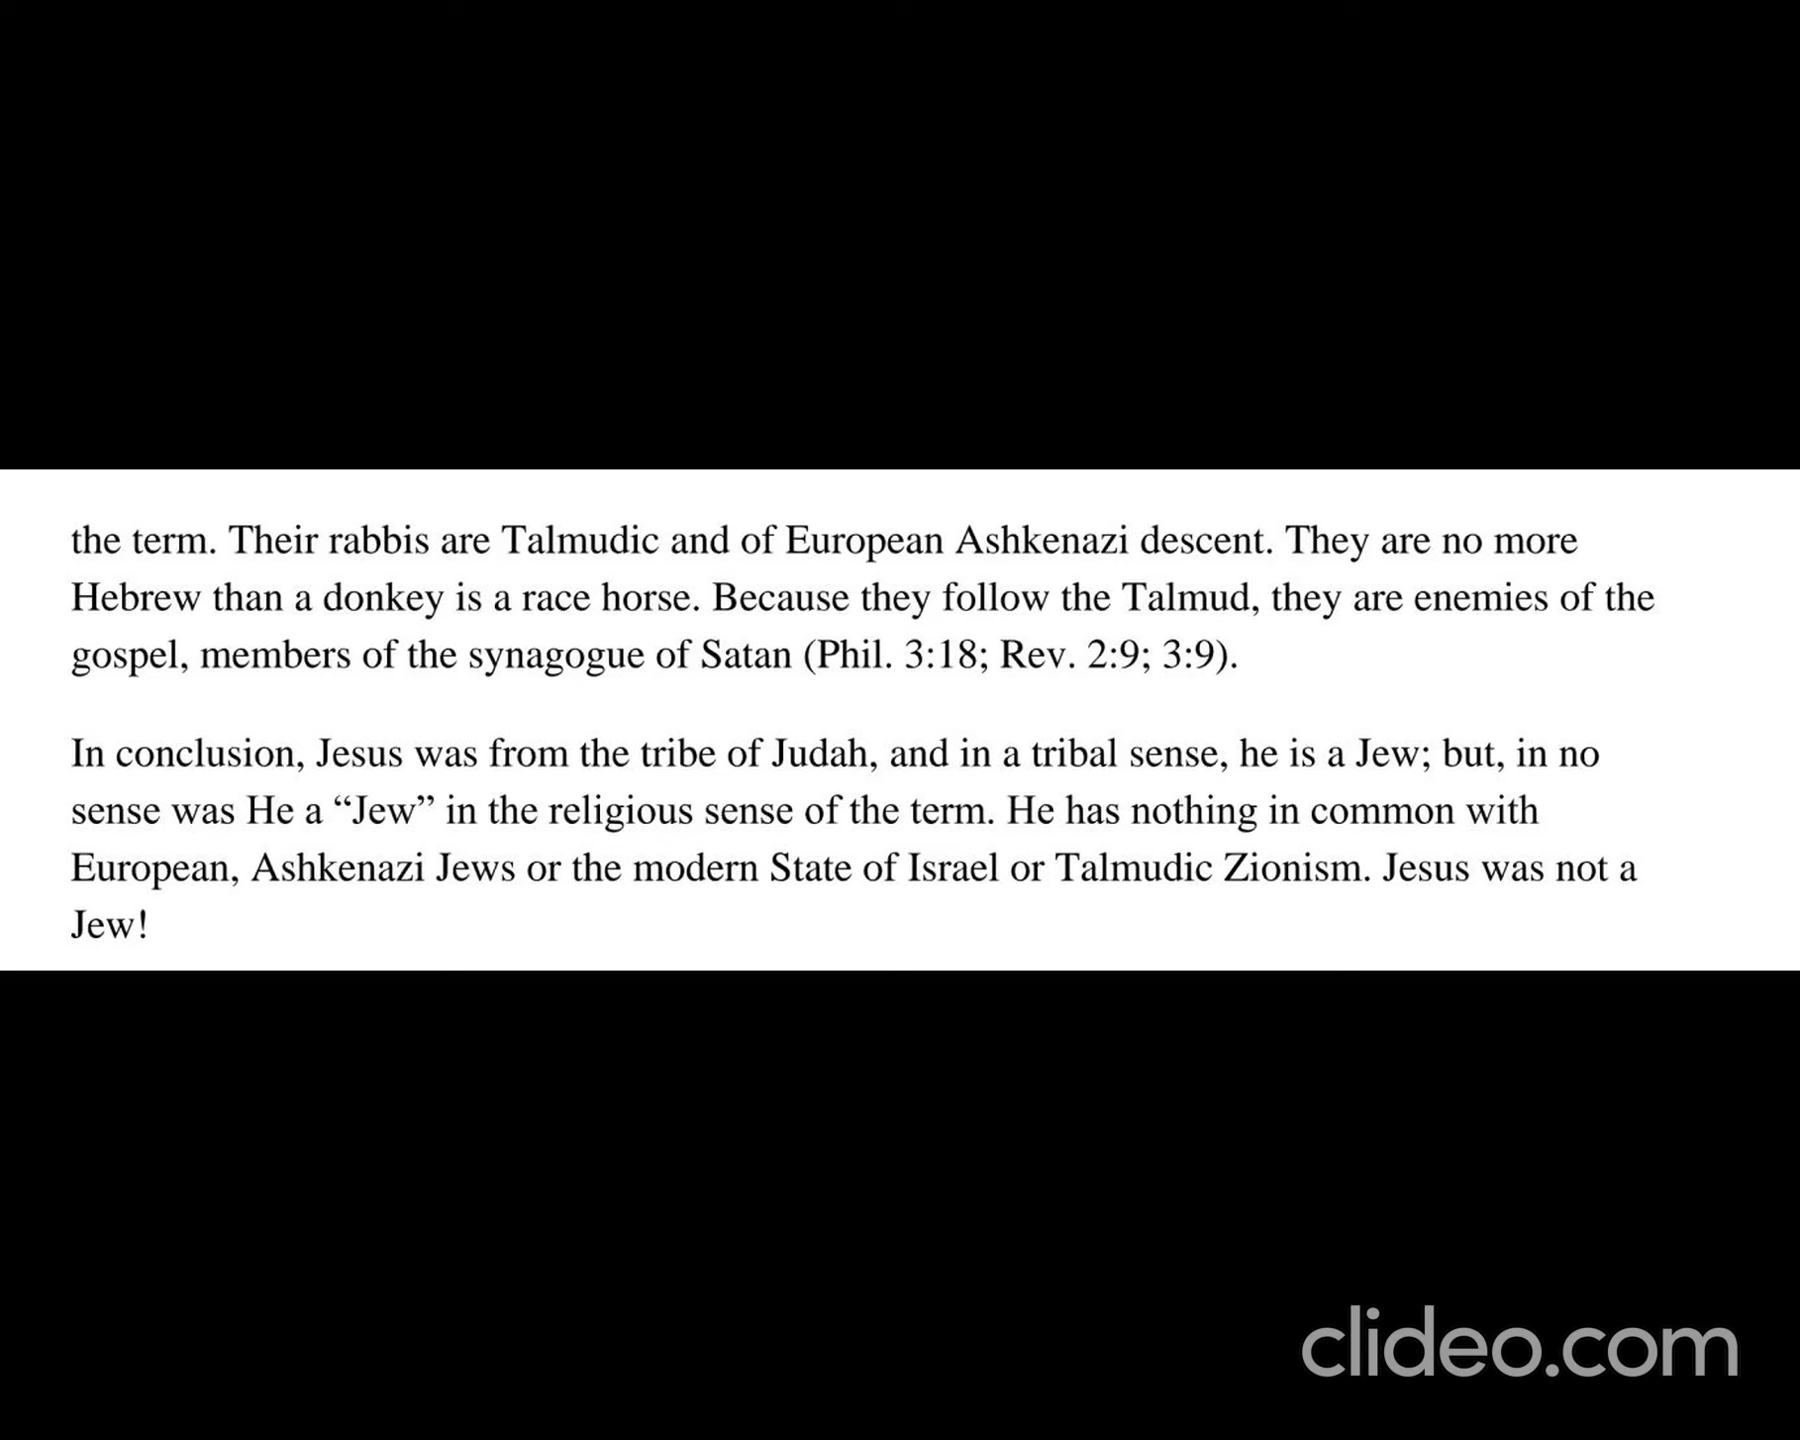 the term. Their rabbis are Talmudic and of European Ashkenazi descent. They are no more
Hebrew than a donkey is a race horse. Because they follow the Talmud, they are enemies of the
gospel, members of the synagogue of Satan (Phil. 3:18; Rev. 2:9; 3:9).
In conclusion, Jesus was from the tribe of Judah, and in a tribal sense, he is a Jew; but, in no
sense was He a “Jew” in the religious sense of the term. He has nothing in common with
European, Ashkenazi Jews or the modern State of Israel or Talmudic Zionism. Jesus was not a
Jew!
clideo.com